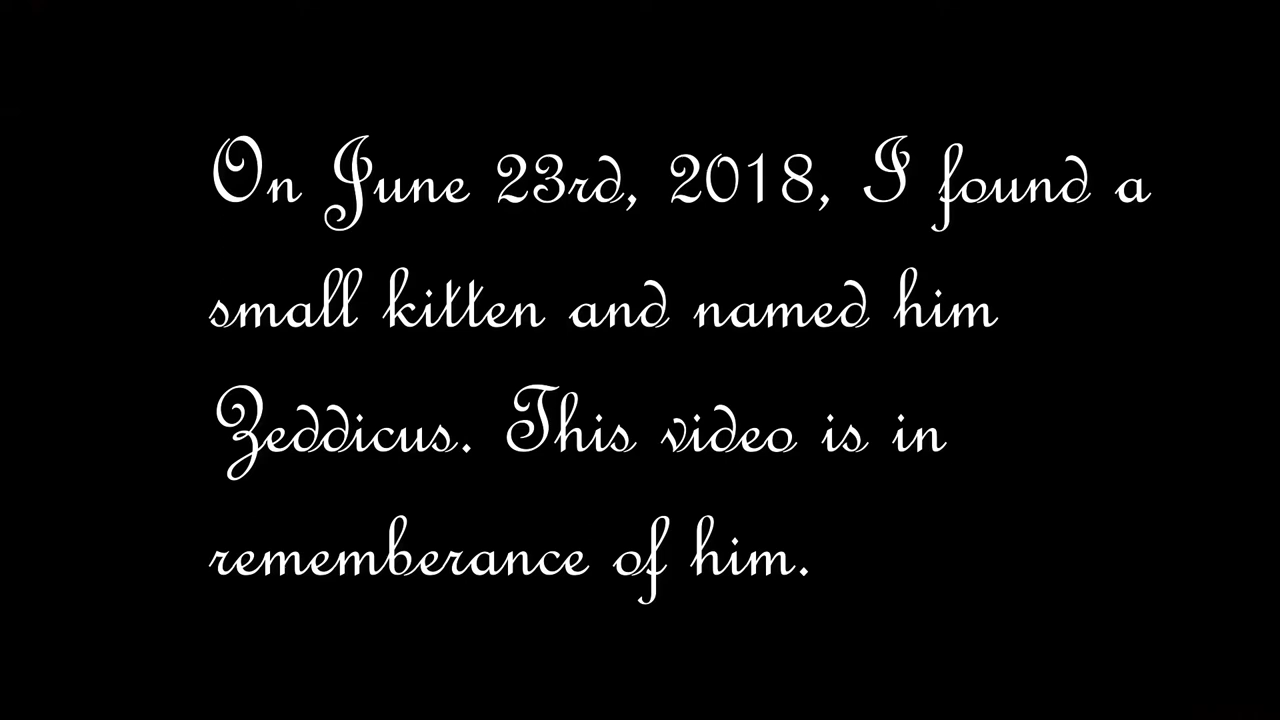 On June 23rd, 2018, I found a
small kitten and named him
Zeddicus. This video is in
rememberance of him.